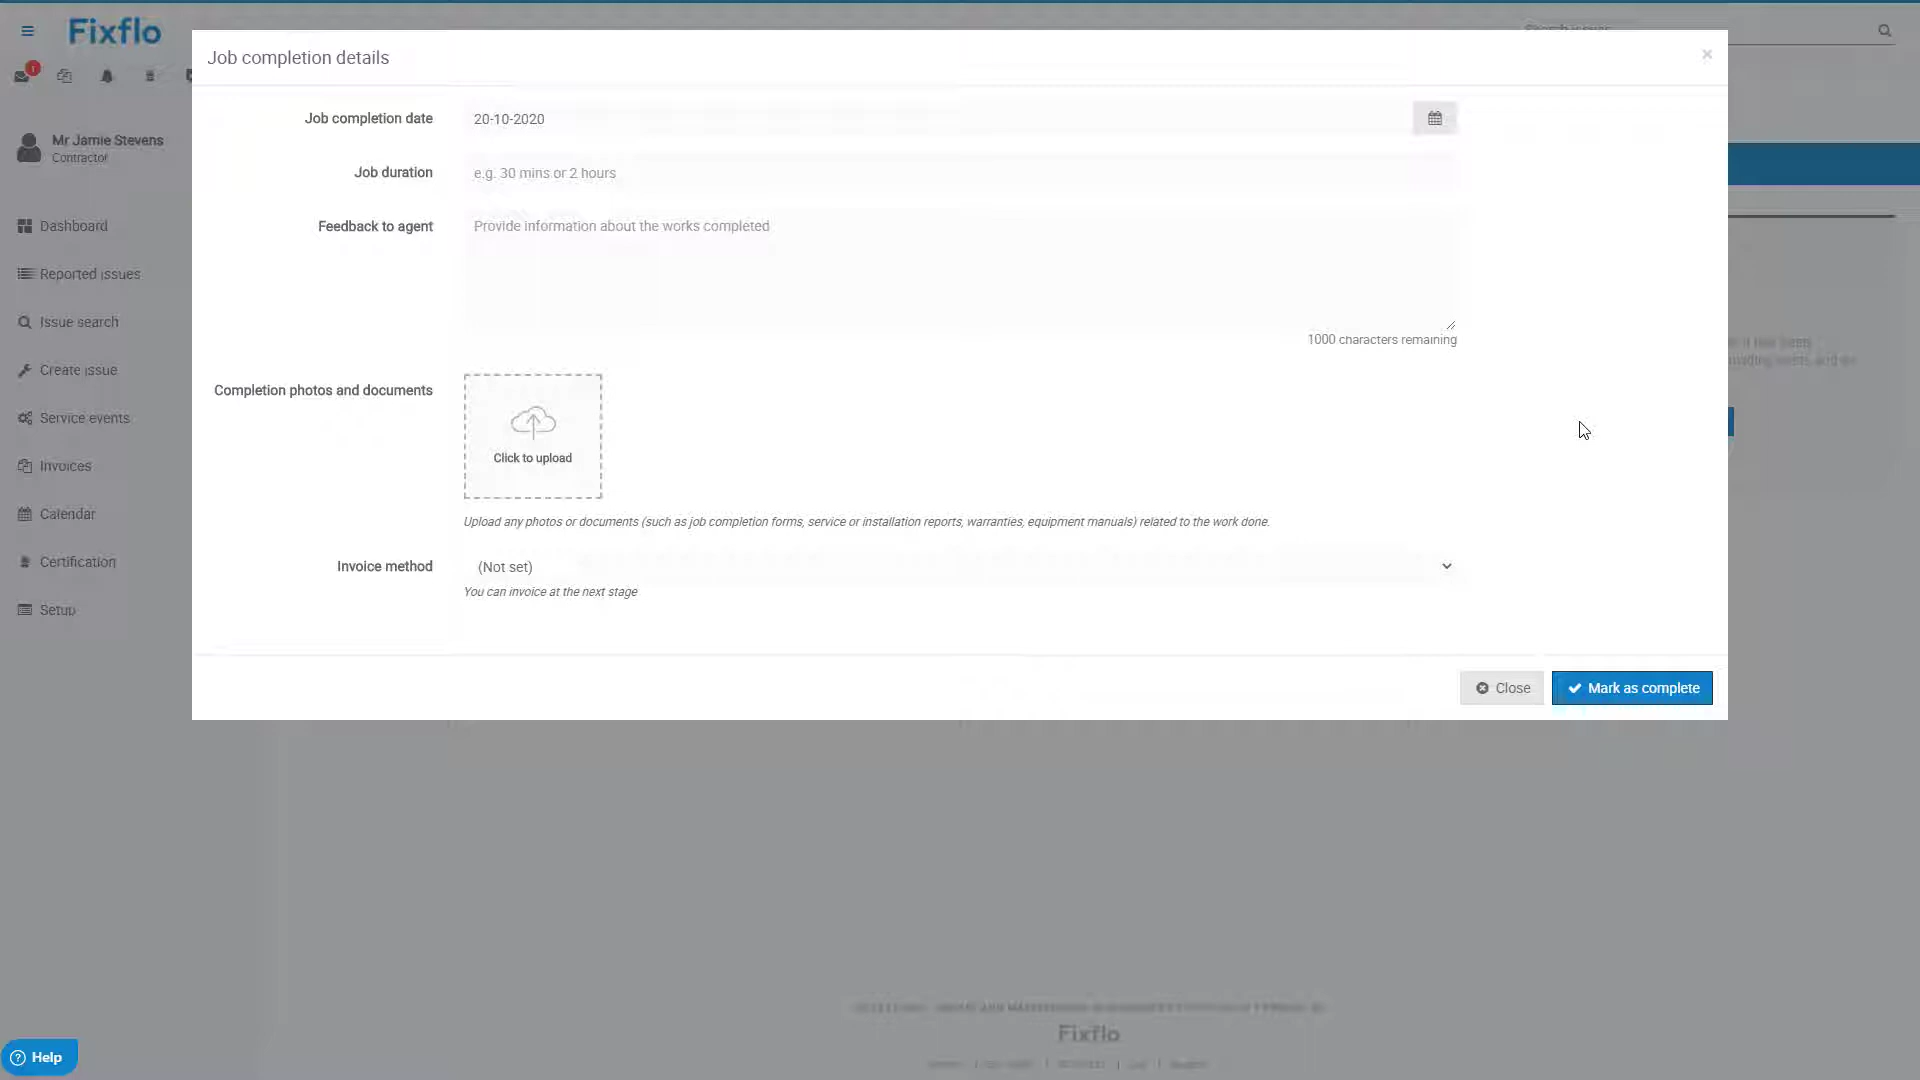 Fixflo
Search issues
1
Mr Jamie Stevens
Contractor
Dashboard
Reported issues
Issue search
Create issue
Service events
Invoices
Calendar
Certification
Setup
Help
Job completion details
×
Job completion date
20-10-2020
Job duration
e.g. 30 mins or 2 hours
Feedback to agent
Provide information about the works completed
1000 characters remaining
Completion photos and documents
Click to upload
Upload any photos or documents (such as job completion forms, service or installation reports, warranties, equipment manuals) related to the work done.
Invoice method
(Not set)
You can invoice at the next stage
Close
Mark as complete
Fixflo